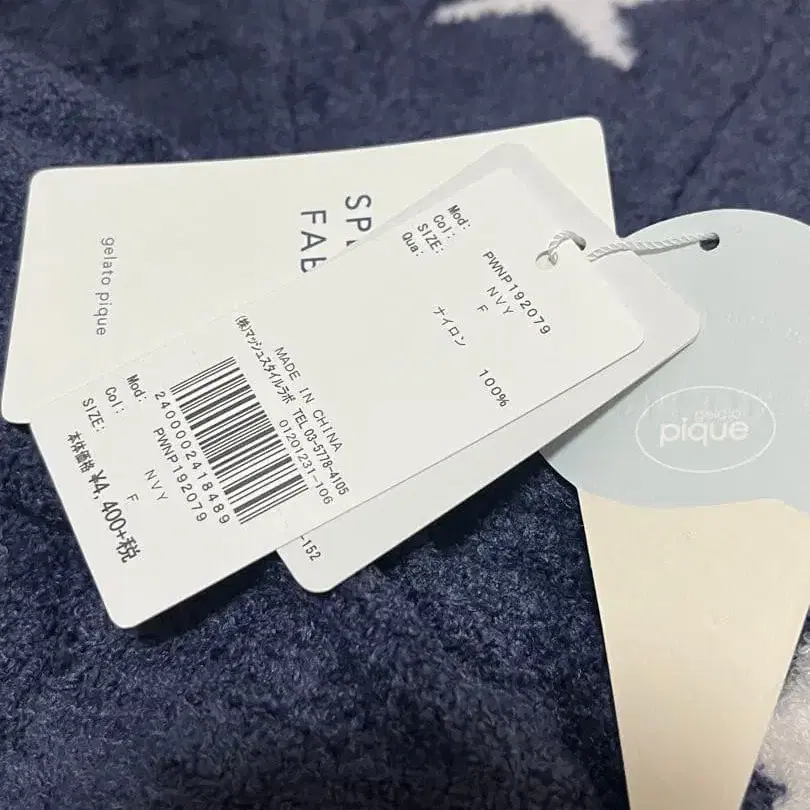 gelato pique
Mod: PWNP192079
Col: NVY
SIZE: F
Qua: ナイロン 100%
MADE IN CHINA
(株)マッシュスタイルラボ TEL 03-5778-4105
01201231-106
2400002418489
Mod: PWNP192079
Col: NVY
SIZE: F
本体価格 ¥4,400+税
-152
gelato
pique